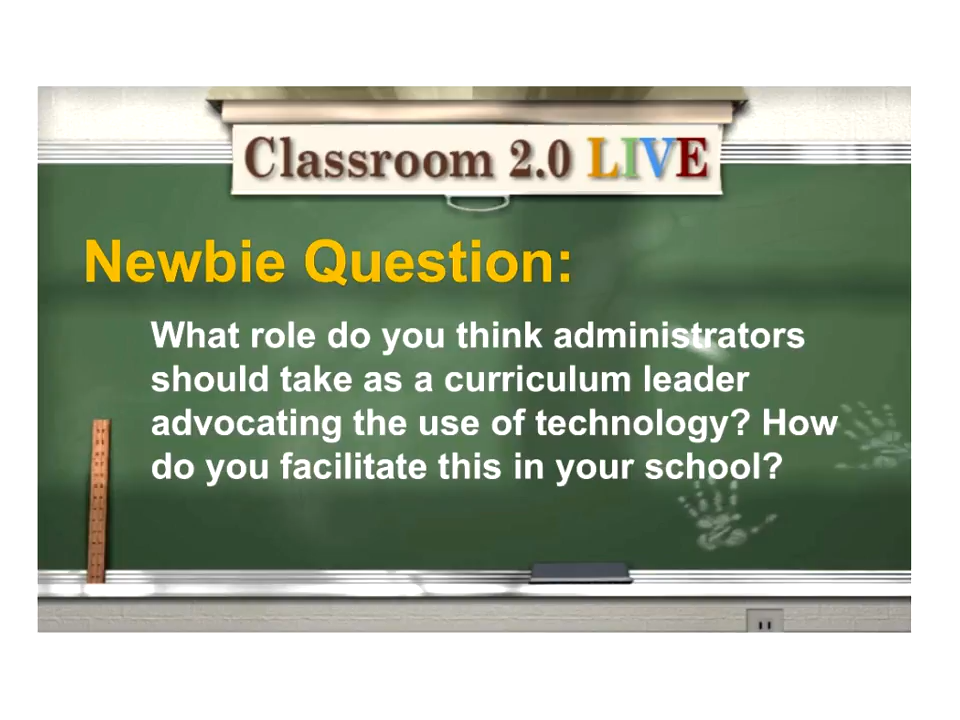 Classroom 2.0 LIVE
Newbie Question:
What role do you think administrators
should take as a curriculum leader
advocating the use of technology? How
do you facilitate this in your school?